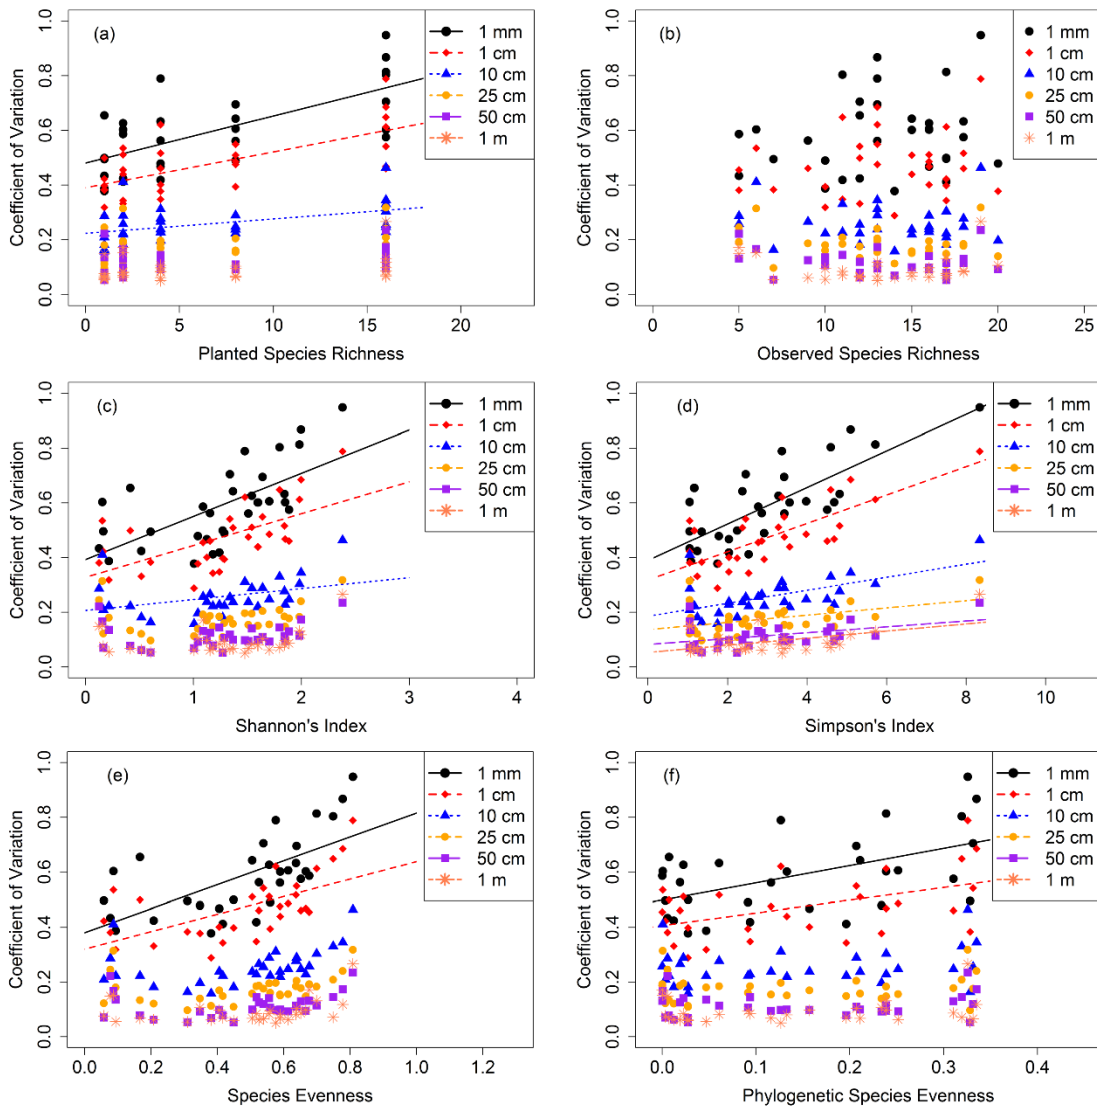 (a)
1 mm
1 cm
10 cm
25 cm
50 cm
1 m
Coefficient of Variation
0.0 0.2 0.4 0.6 0.8 1.0
0 5 10 15 20
Planted Species Richness
(b)
1 mm
1 cm
10 cm
25 cm
50 cm
1 m
Coefficient of Variation
0.0 0.2 0.4 0.6 0.8 1.0
0 5 10 15 20 25
Observed Species Richness
(c)
1 mm
1 cm
10 cm
25 cm
50 cm
1 m
Coefficient of Variation
0.0 0.2 0.4 0.6 0.8 1.0
0 1 2 3 4
Shannon's Index
(d)
1 mm
1 cm
10 cm
25 cm
50 cm
1 m
Coefficient of Variation
0.0 0.2 0.4 0.6 0.8 1.0
0 2 4 6 8 10
Simpson's Index
(e)
1 mm
1 cm
10 cm
25 cm
50 cm
1 m
Coefficient of Variation
0.0 0.2 0.4 0.6 0.8 1.0
0.0 0.2 0.4 0.6 0.8 1.0 1.2
Species Evenness
(f)
1 mm
1 cm
10 cm
25 cm
50 cm
1 m
Coefficient of Variation
0.0 0.2 0.4 0.6 0.8 1.0
0.0 0.1 0.2 0.3 0.4
Phylogenetic Species Evenness